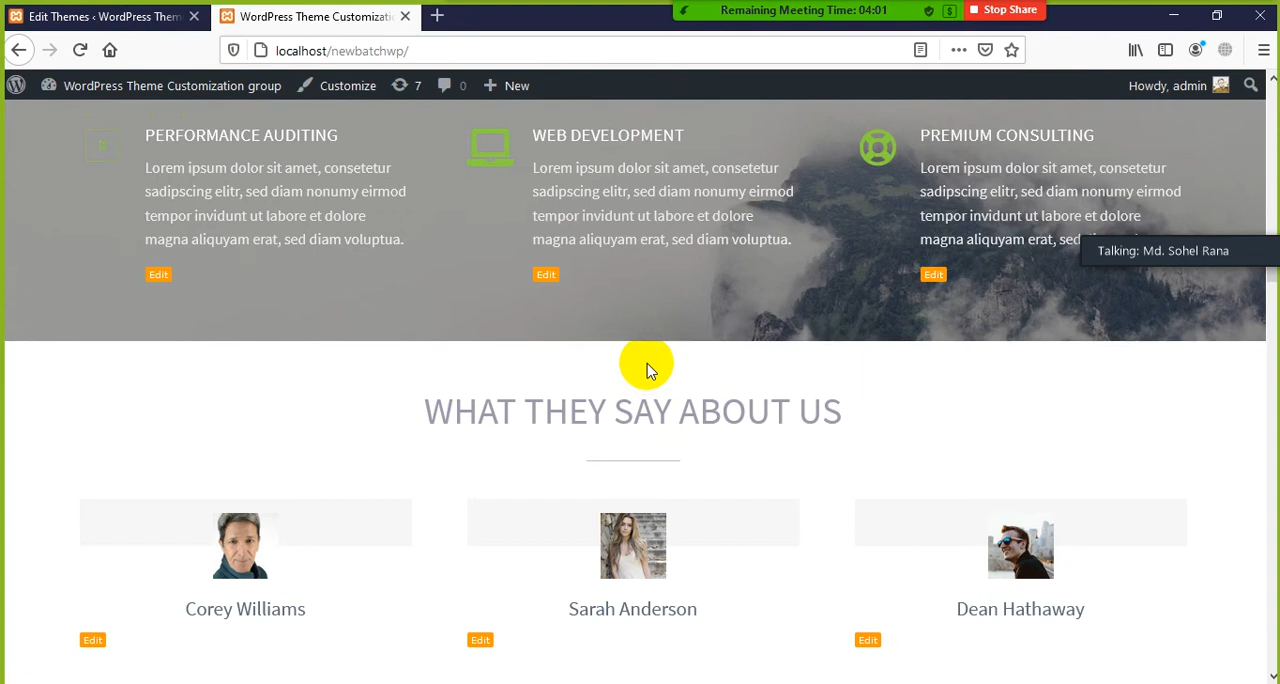 Edit Themes ‹ WordPress Them
WordPress Theme Customizati
Remaining Meeting Time: 04:01
Stop Share
localhost/newbatchwp/
WordPress Theme Customization group
Customize
7
0
New
Howdy, admin
PERFORMANCE AUDITING
Lorem ipsum dolor sit amet, consetetur
sadipscing elitr, sed diam nonumy eirmod
tempor invidunt ut labore et dolore
magna aliquyam erat, sed diam voluptua.
Edit
WEB DEVELOPMENT
Lorem ipsum dolor sit amet, consetetur
sadipscing elitr, sed diam nonumy eirmod
tempor invidunt ut labore et dolore
magna aliquyam erat, sed diam voluptua.
Edit
PREMIUM CONSULTING
Lorem ipsum dolor sit amet, consetetur
sadipscing elitr, sed diam nonumy eirmod
tempor invidunt ut labore et dolore
magna aliquyam erat, sed
Edit
Talking: Md. Sohel Rana
WHAT THEY SAY ABOUT US
Corey Williams
Edit
Sarah Anderson
Edit
Dean Hathaway
Edit